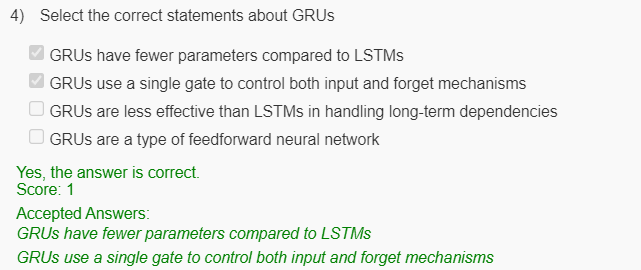 4) Select the correct statements about GRUs
GRUs have fewer parameters compared to LSTMs
GRUs use a single gate to control both input and forget mechanisms
GRUs are less effective than LSTMs in handling long-term dependencies
GRUs are a type of feedforward neural network
Yes, the answer is correct.
Score: 1
Accepted Answers:
GRUs have fewer parameters compared to LSTMs
GRUs use a single gate to control both input and forget mechanisms